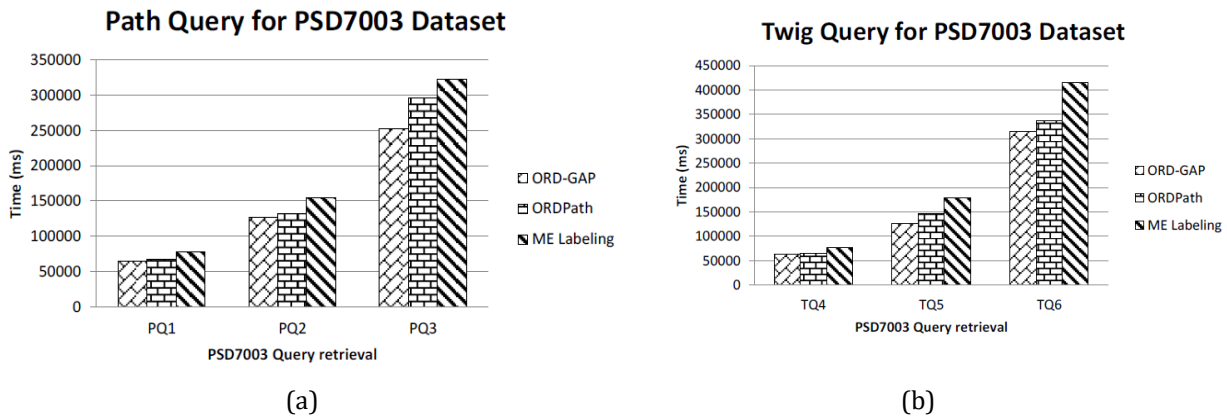 Path Query for PSD7003 Dataset
350000
300000
250000
200000
150000
100000
50000
0
Time (ms)
PQ1 PQ2 PQ3
PSD7003 Query retrieval
ORD-GAP
ORDPath
ME Labeling
(a)
Twig Query for PSD7003 Dataset
450000
400000
350000
300000
250000
200000
150000
100000
50000
0
Time (ms)
TQ4 TQ5 TQ6
PSD7003 Query retrieval
ORD-GAP
ORDPath
ME Labeling
(b)